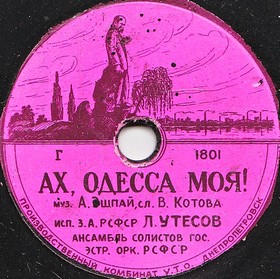 Г 1801
АХ, ОДЕССА МОЯ!
муз. А. ЭШПАЙ, сл. В. КОТОВА
исп. З.А. РСФСР Л. УТЕСОВ
АНСАМБЛЬ СОЛИСТОВ ГОС.
ЭСТР. ОРК. РСФСР
ПРОИЗВОДСТВЕННЫЙ КОМБИНАТ У.Т.О. ДНЕПРОПЕТРОВСК